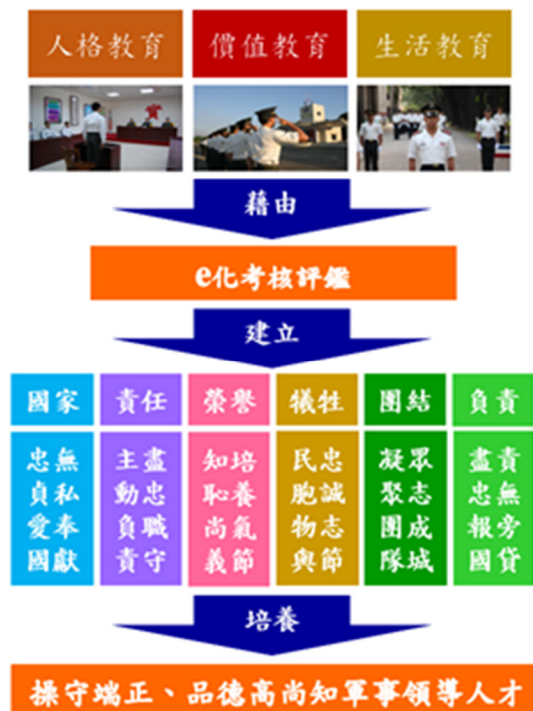 人格教育
價值教育
生活教育
藉由
e化考核評鑑
建立
國家
責任
榮譽
犧牲
團結
負責
忠貞愛國
無私奉獻
主動負責
盡忠職守
知恥尚義
培養氣節
民胞物與
忠誠志節
凝聚團隊
眾志成城
盡忠報國
責無旁貸
培養
操守端正、品德高尚知軍事領導人才